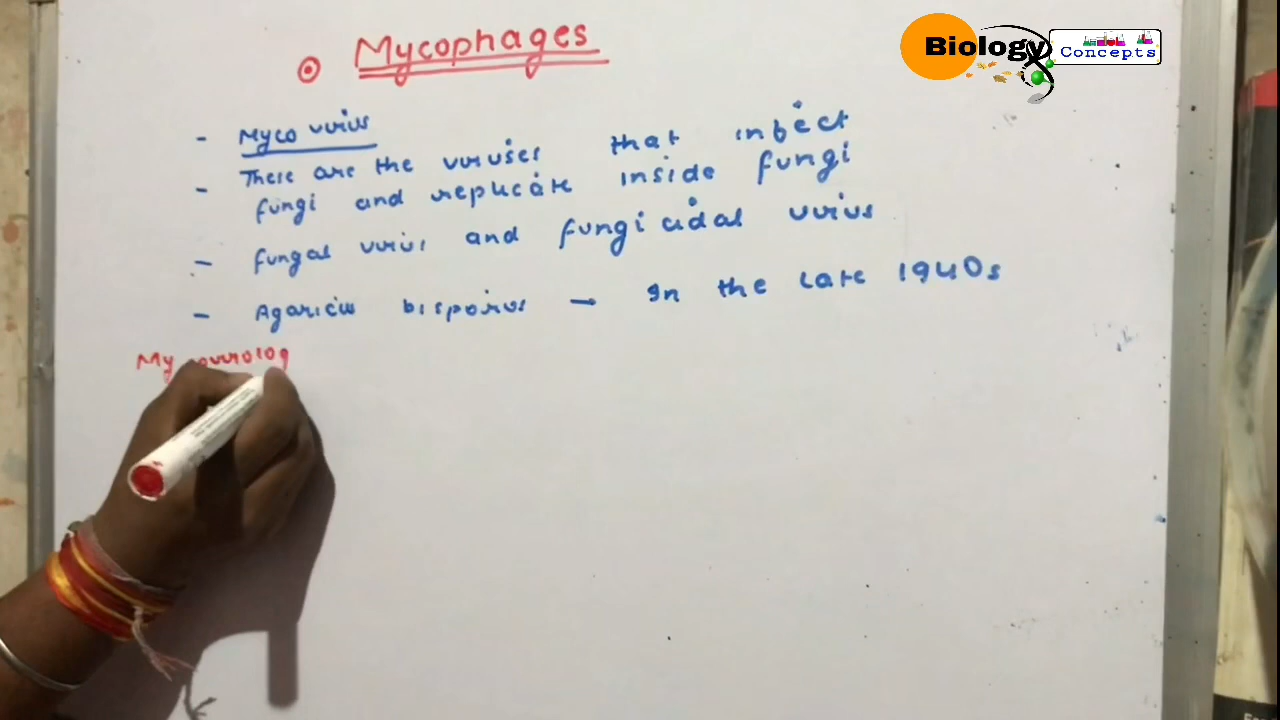 Mycophages
Biology Concepts
- Myco virus
- These are the viruses that infect
fungi and replicate inside fungi
- fungal virus and fungicidal virus
- Agaricus bisporus - In the late 1940s
Mycovirolog